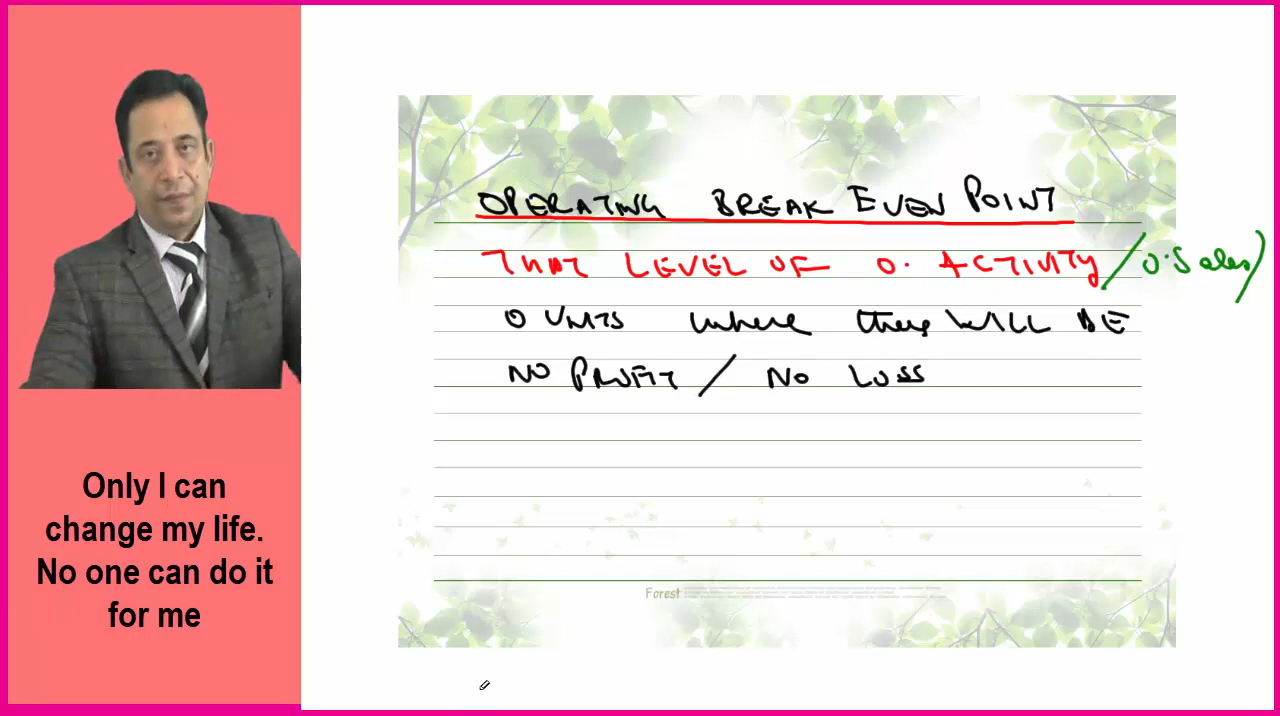 Only I can
change my life.
No one can do it
for me
OPERATING BREAK EVEN POINT
THAT LEVEL OF O. ACTIVITY / O.Sales)
O UNITS where there WILL BE
NO PROFIT / NO LOSS
Forest